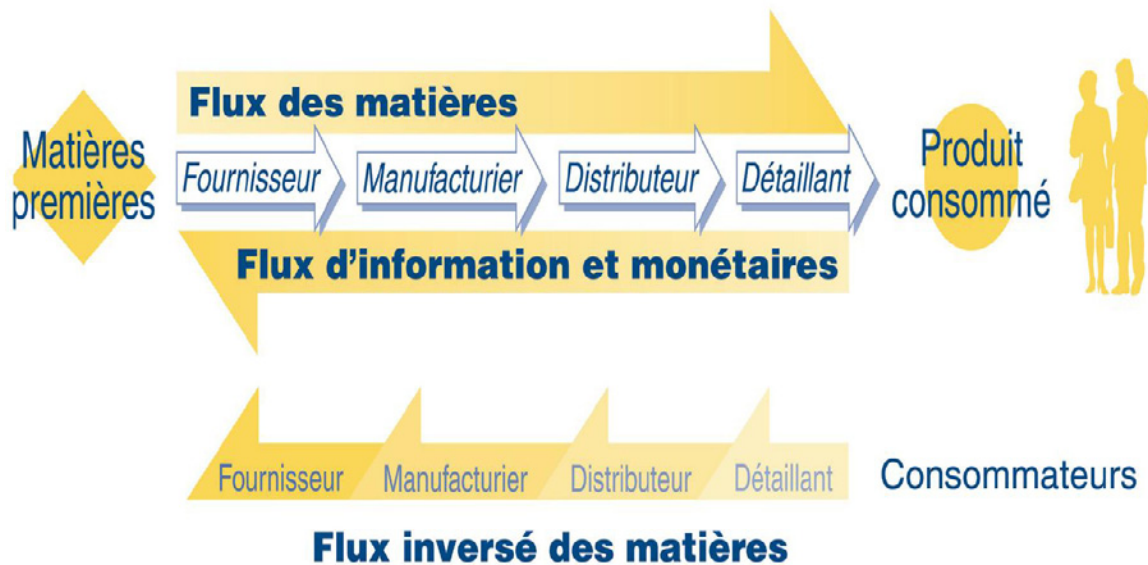 Flux des matières
Matières
premières
Fournisseur
Manufacturier
Distributeur
Détaillant
Produit
consommé
Flux d’information et monétaires
Fournisseur
Manufacturier
Distributeur
Détaillant
Consommateurs
Flux inversé des matières